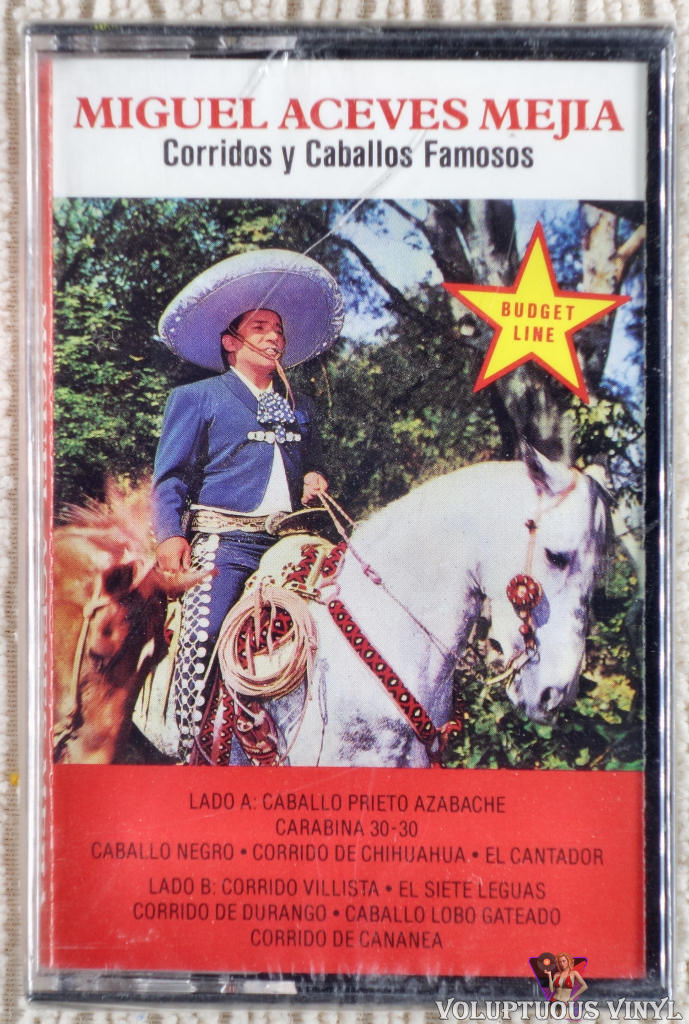 MIGUEL ACEVES MEJIA
Corridos y Caballos Famosos
BUDGET
LINE
LADO A: CABALLO PRIETO AZABACHE
CARABINA 30-30
CABALLO NEGRO • CORRIDO DE CHIHUAHUA • EL CANTADOR
LADO B: CORRIDO VILLISTA • EL SIETE LEGUAS
CORRIDO DE DURANGO • CABALLO LOBO GATEADO
CORRIDO DE CANANEA
VOLUPTUOUS VINYL